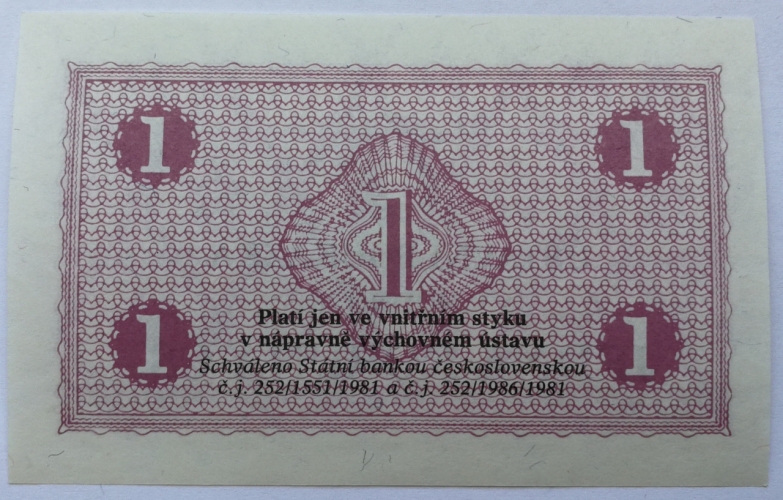 1 1
1
Platí jen ve vnitřním styku
v nápravně výchovném ústavu
1 1
Schváleno Státní bankou československou
č.j. 252/1551/1981 a č.j. 252/1986/1981